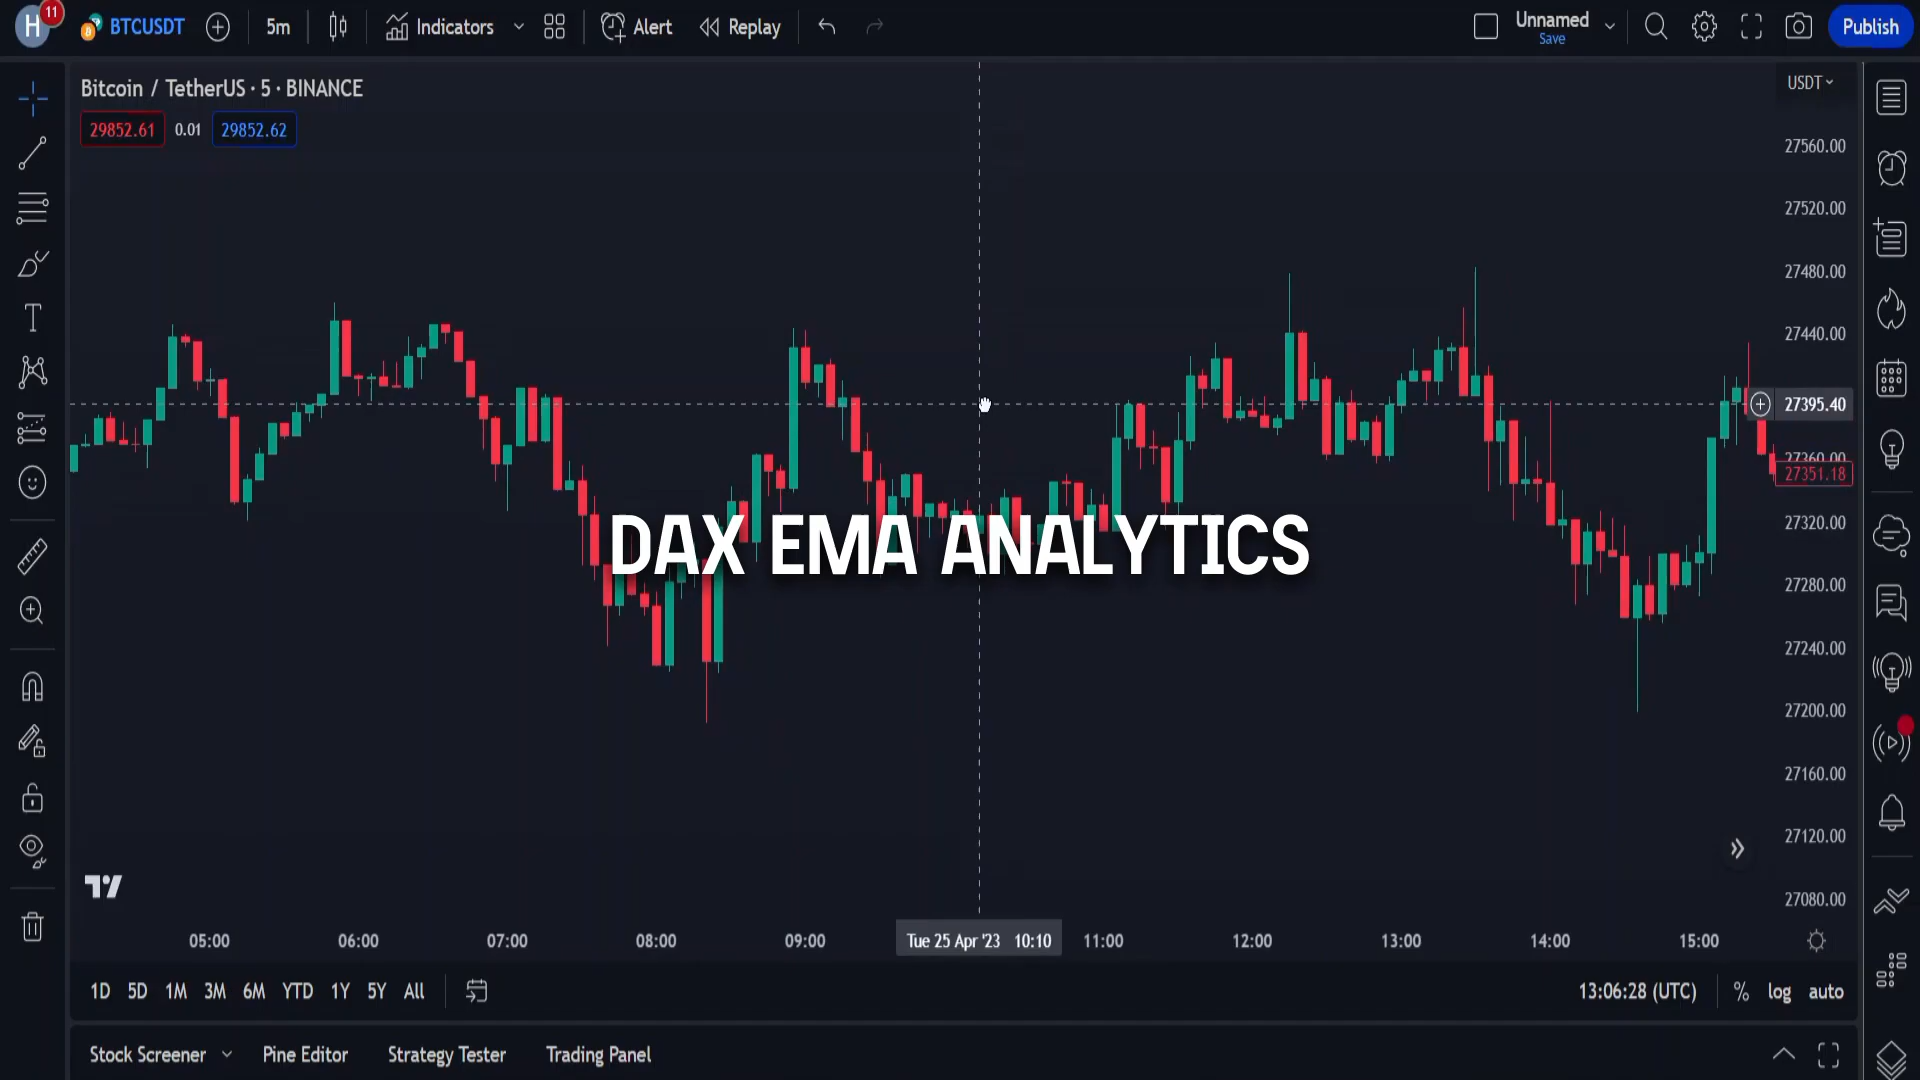 H 11 BTCUSDT 5m Indicators Alert Replay Unnamed Save Publish
Bitcoin / TetherUS · 5 · BINANCE
USDT
29852.61 0.01 29852.62
27560.00
27520.00
27480.00
27440.00
27395.40
27360.00
27351.18
27320.00
DAX EMA ANALYTICS
27280.00
27240.00
27200.00
27160.00
27120.00
27080.00
05:00 06:00 07:00 08:00 09:00 Tue 25 Apr '23 10:10 11:00 12:00 13:00 14:00 15:00
1D 5D 1M 3M 6M YTD 1Y 5Y All 13:06:28 (UTC) % log auto
Stock Screener Pine Editor Strategy Tester Trading Panel